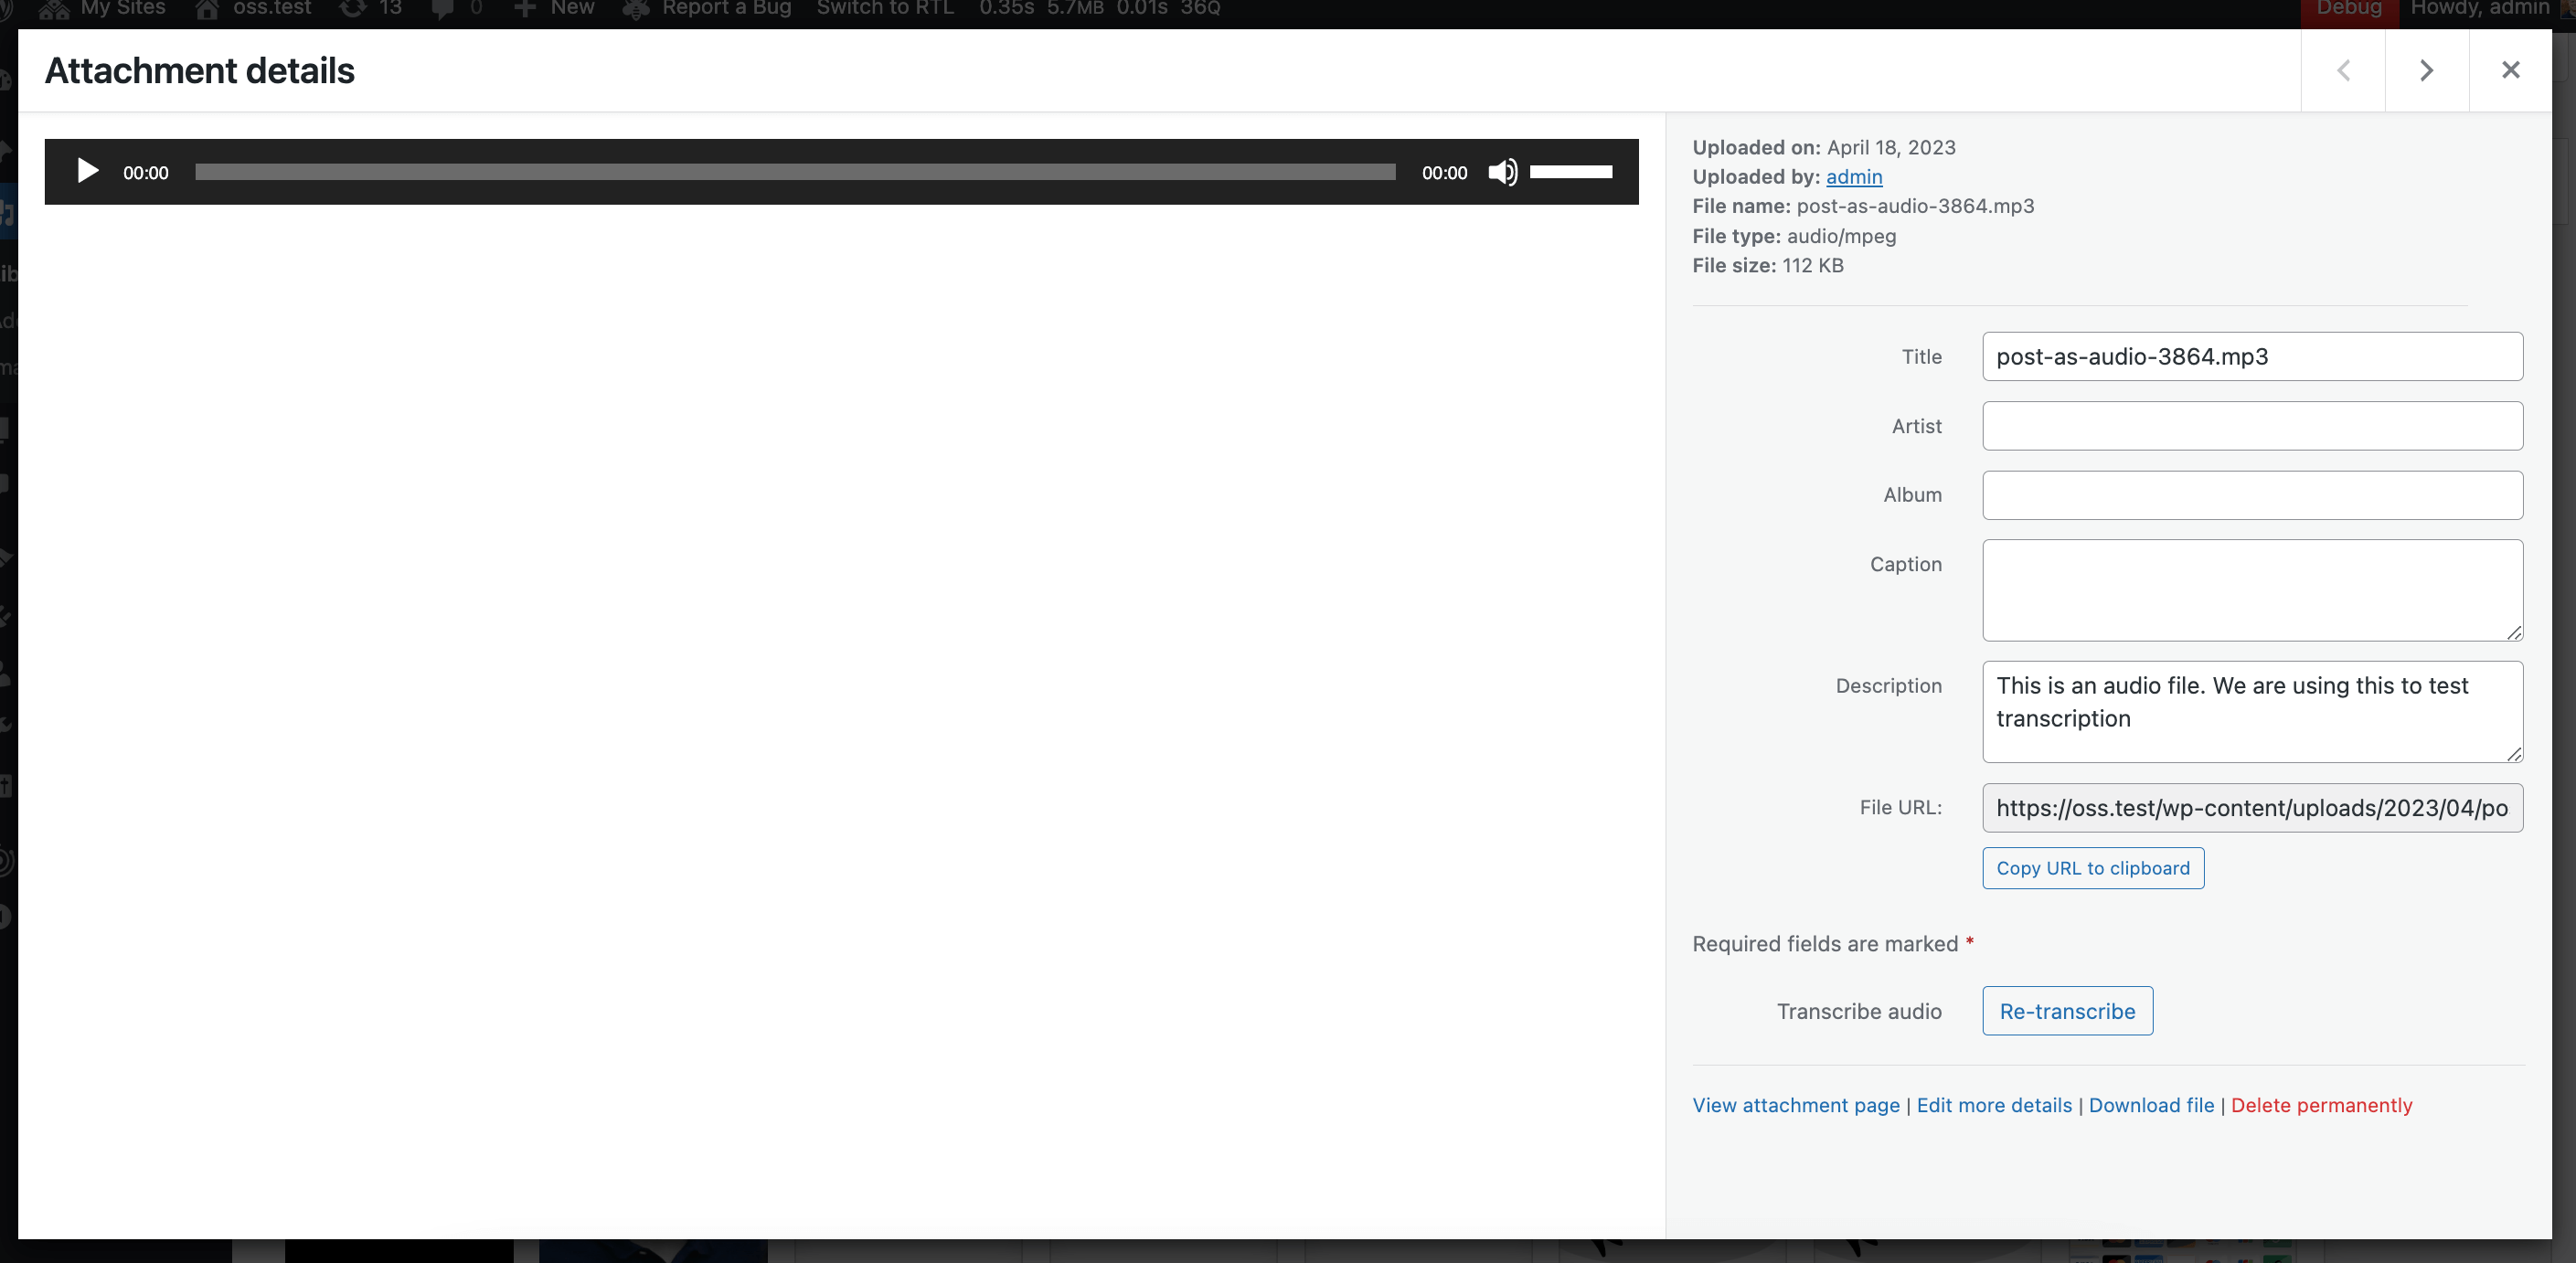 My Sites oss.test 13 0 New Report a Bug Switch to RTL 0.35s 5.7MB 0.01s 36Q Debug Howdy, admin
Attachment details
00:00 00:00
Uploaded on: April 18, 2023
Uploaded by: admin
File name: post-as-audio-3864.mp3
File type: audio/mpeg
File size: 112 KB
Title post-as-audio-3864.mp3
Artist
Album
Caption
Description This is an audio file. We are using this to test
transcription
File URL: https://oss.test/wp-content/uploads/2023/04/po
Copy URL to clipboard
Required fields are marked *
Transcribe audio Re-transcribe
View attachment page | Edit more details | Download file | Delete permanently